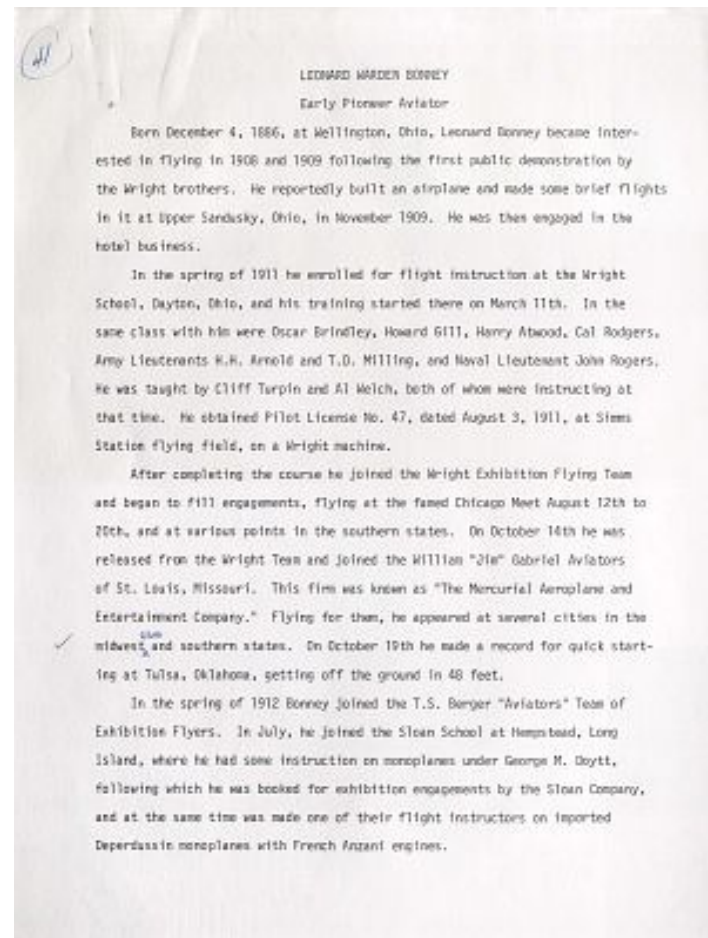 41
LEONARD WARDEN BONNEY
Early Pioneer Aviator
Born December 4, 1886, at Wellington, Ohio, Leonard Bonney became inter-
ested in flying in 1908 and 1909 following the first public demonstration by
the Wright brothers. He reportedly built an airplane and made some brief flights
in it at Upper Sandusky, Ohio, in November 1909. He was then engaged in the
hotel business.
In the spring of 1911 he enrolled for flight instruction at the Wright
School, Dayton, Ohio, and his training started there on March 11th. In the
same class with him were Oscar Brindley, Howard Gill, Harry Atwood, Cal Rodgers,
Army Lieutenants H.H. Arnold and T.D. Milling, and Naval Lieutenant John Rogers.
He was taught by Cliff Turpin and Al Welch, both of whom were instructing at
that time. He obtained Pilot License No. 47, dated August 3, 1911, at Simms
Station flying field, on a Wright machine.
After completing the course he joined the Wright Exhibition Flying Team
and began to fill engagements, flying at the famed Chicago Meet August 12th to
20th, and at various points in the southern states. On October 14th he was
released from the Wright Team and joined the William "Jim" Gabriel Aviators
of St. Louis, Missouri. This firm was known as "The Mercurial Aeroplane and
Entertainment Company." Flying for them, he appeared at several cities in the
midwest and southern states. On October 19th he made a record for quick start-
ing at Tulsa, Oklahoma, getting off the ground in 48 feet.
In the spring of 1912 Bonney joined the T.S. Berger "Aviators" Team of
Exhibition Flyers. In July, he joined the Sloan School at Hempstead, Long
Island, where he had some instruction on monoplanes under George M. Doytt,
following which he was booked for exhibition engagements by the Sloan Company,
and at the same time was made one of their flight instructors on imported
Deperdussin monoplanes with French Anzani engines.